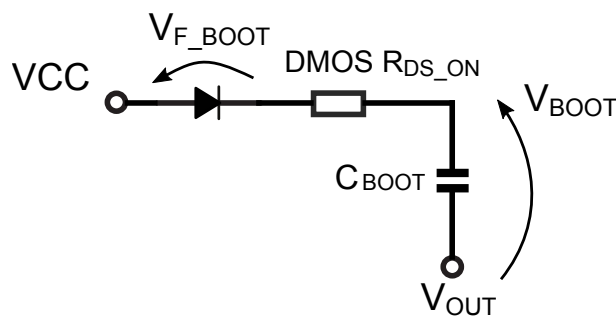 V_F_BOOT
VCC
DMOS R_DS_ON
V_BOOT
C_BOOT
V_OUT